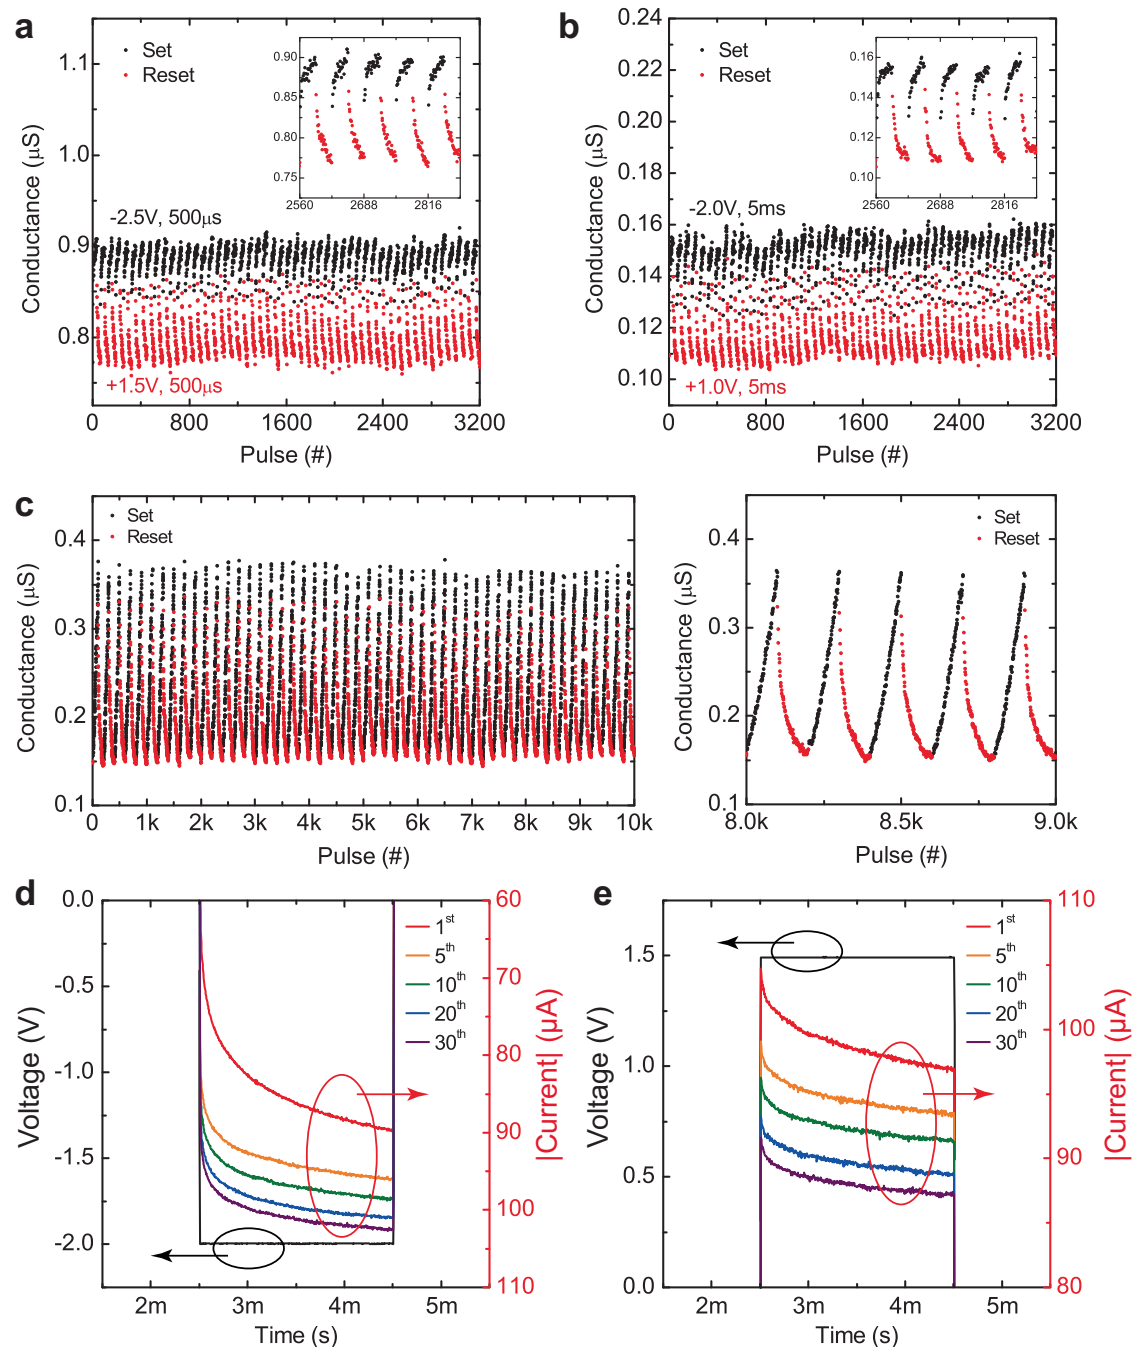 a
Conductance (μS)
1.1
1.0
0.9
0.8
Set
Reset
0.90
0.85
0.80
0.75
2560
2688
2816
-2.5V, 500μs
+1.5V, 500μs
0
800
1600
2400
3200
Pulse (#)
b
Conductance (μS)
0.24
0.22
0.20
0.18
0.16
0.14
0.12
0.10
Set
Reset
0.16
0.14
0.12
0.10
2560
2688
2816
-2.0V, 5ms
+1.0V, 5ms
0
800
1600
2400
3200
Pulse (#)
c
Conductance (μS)
0.4
0.3
0.2
0.1
Set
Reset
0
1k
2k
3k
4k
5k
6k
7k
8k
9k
10k
Pulse (#)
Conductance (μS)
0.4
0.3
0.2
0.1
Set
Reset
8.0k
8.5k
9.0k
Pulse (#)
d
Voltage (V)
0.0
-0.5
-1.0
-1.5
-2.0
1st
5th
10th
20th
30th
60
70
80
90
100
110
|Current| (μA)
2m
3m
4m
5m
Time (s)
e
Voltage (V)
1.5
1.0
0.5
0.0
1st
5th
10th
20th
30th
110
100
90
80
|Current| (μA)
2m
3m
4m
5m
Time (s)